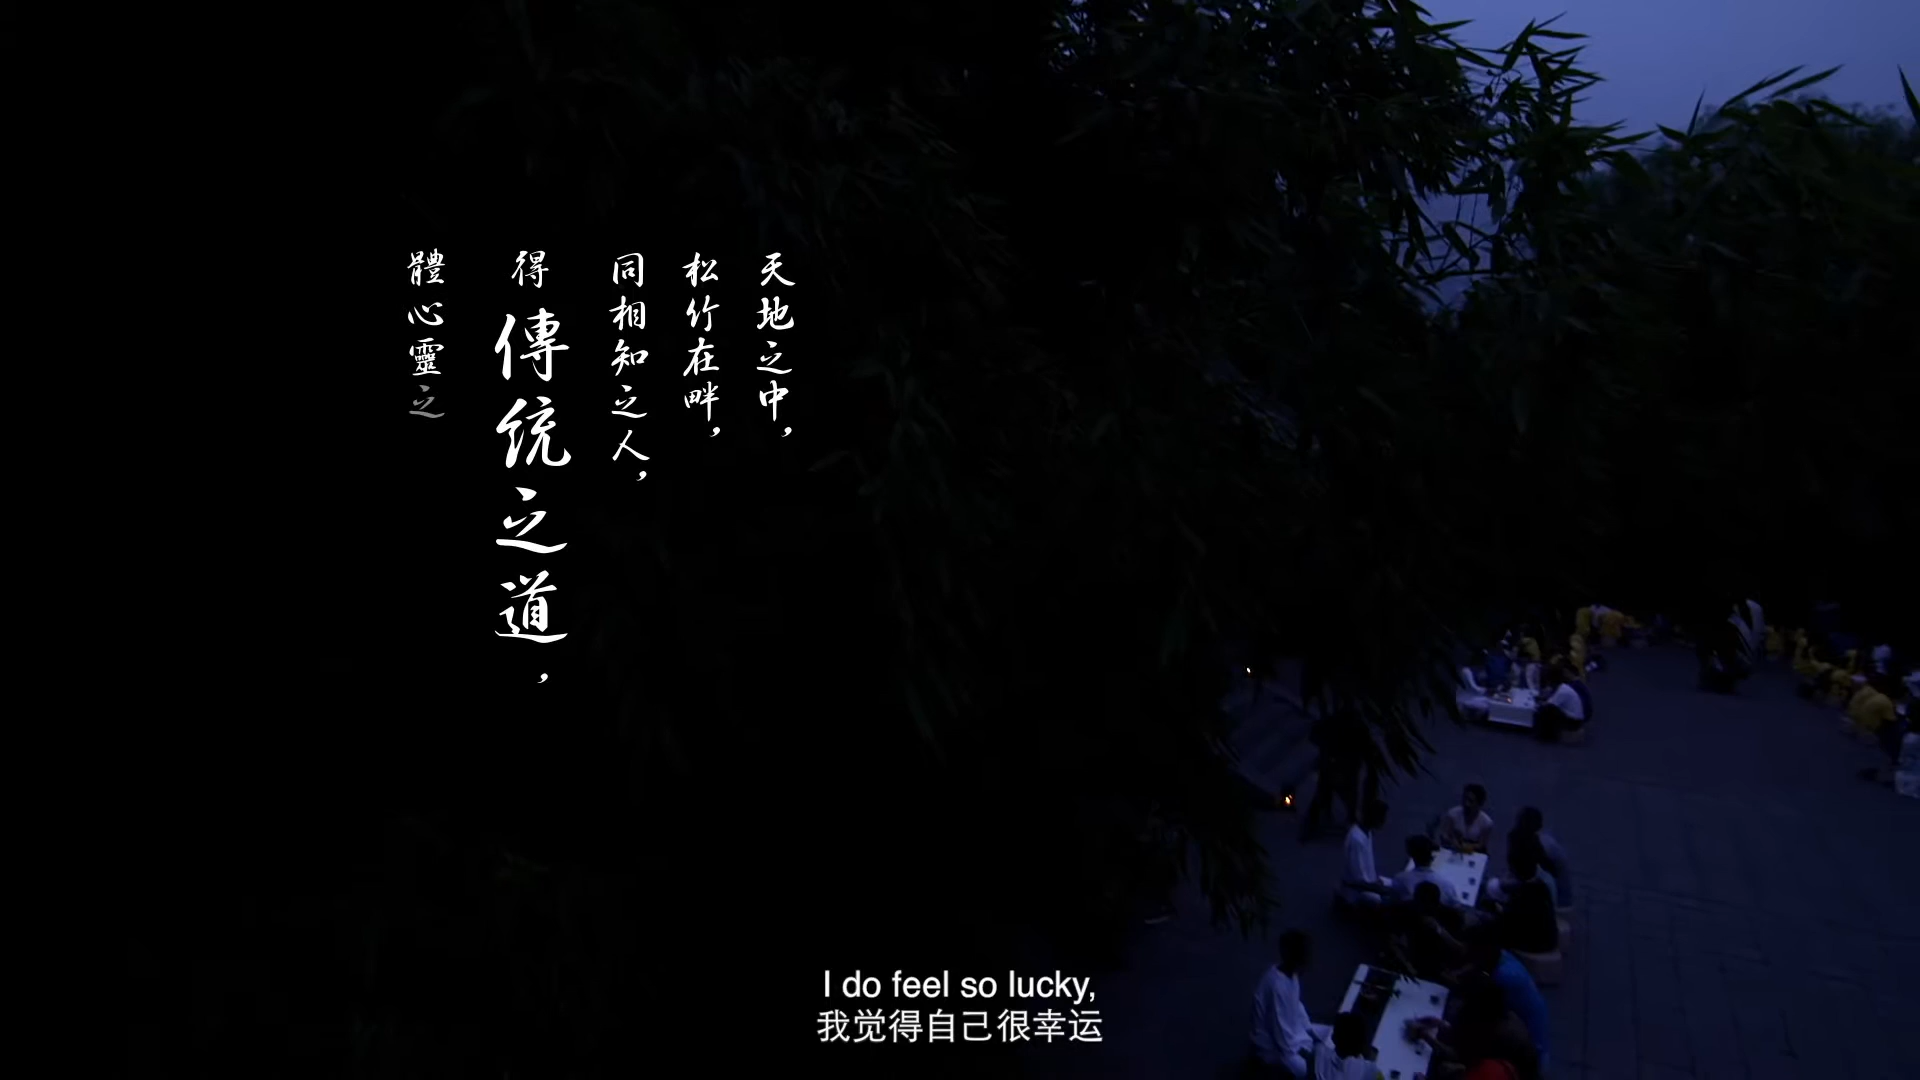 天地之中，
松竹在畔，
同相知之人，
得傳统之道，
體心靈之
I do feel so lucky,
我觉得自己很幸运